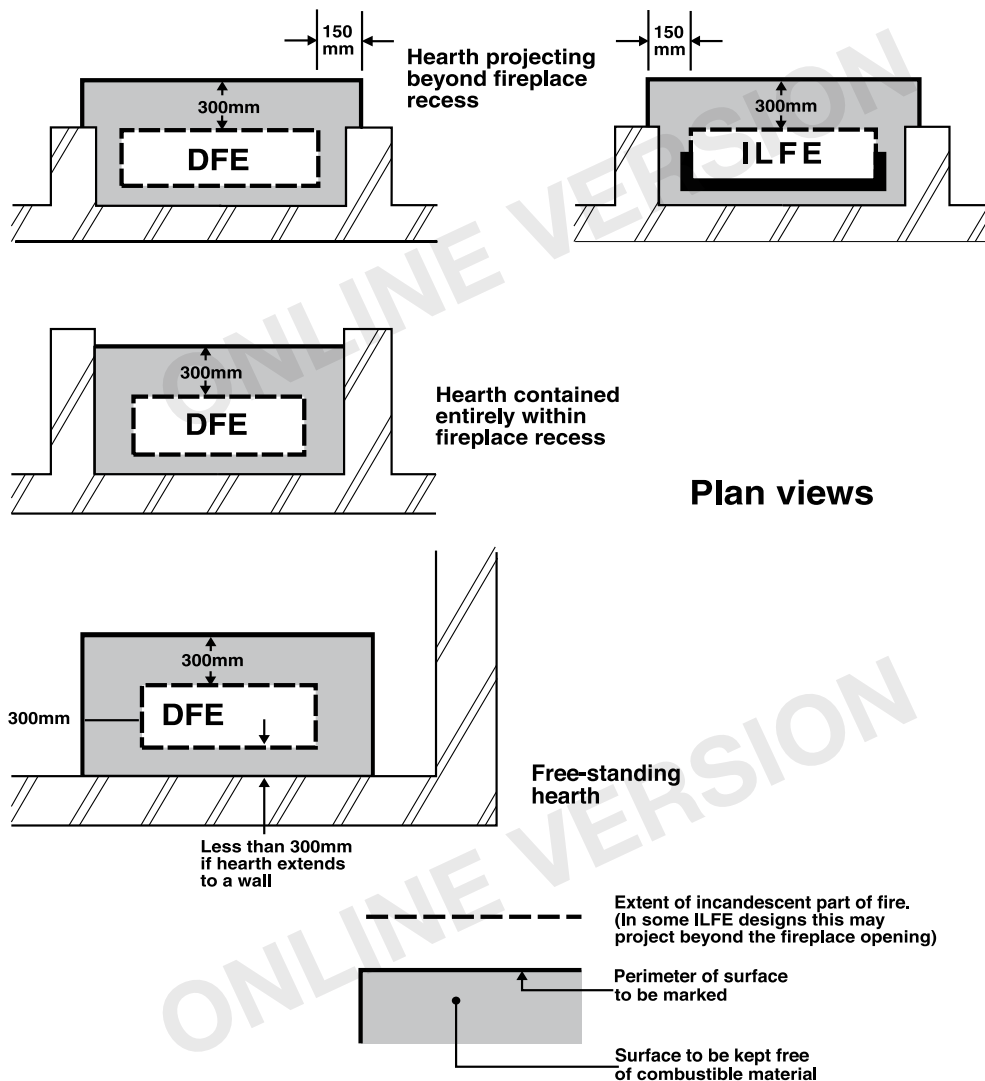 150
mm
Hearth projecting
beyond fireplace
recess
300mm
DFE
150
mm
300mm
ILFE
300mm
DFE
Hearth contained
entirely within
fireplace recess
Plan views
300mm
300mm
DFE
Free-standing
hearth
Less than 300mm
if hearth extends
to a wall
Extent of incandescent part of fire.
(In some ILFE designs this may
project beyond the fireplace opening)
Perimeter of surface
to be marked
Surface to be kept free
of combustible material
ONLINE VERSION
ONLINE VERSION